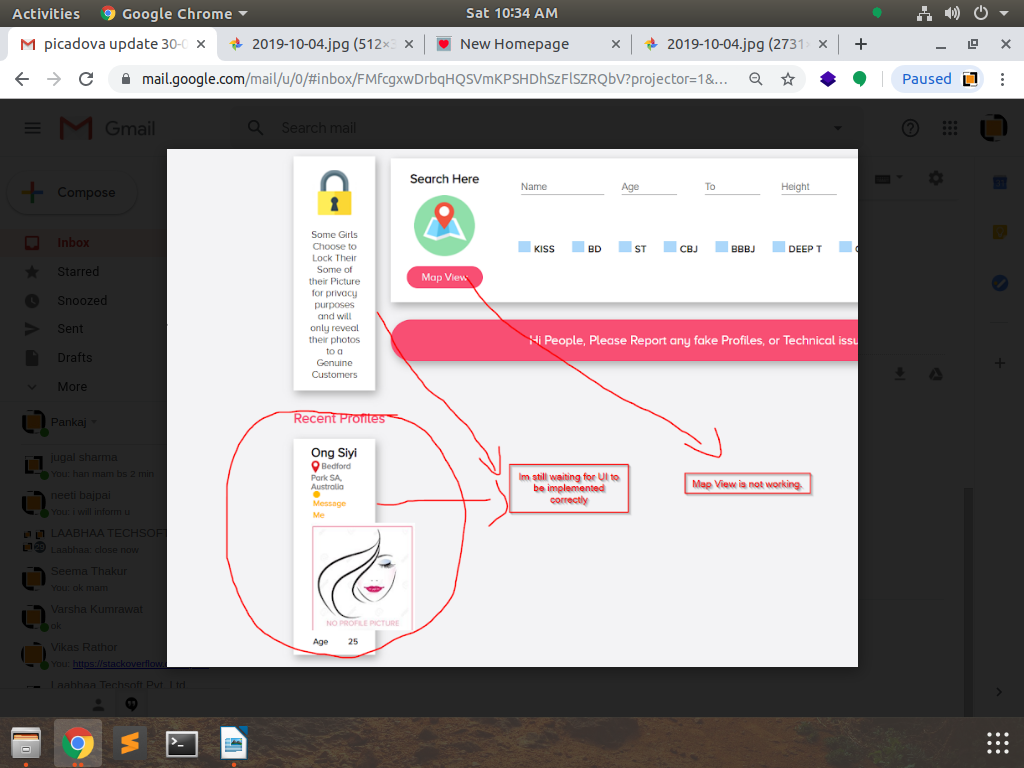 Activities
Google Chrome
Sat 10:34 AM
picadova update 30-0
2019-10-04.jpg (512×3
New Homepage
2019-10-04.jpg (2731×
mail.google.com/mail/u/0/#inbox/FMfcgxwDrbqHQSVmKPSHDhSzFlSZRQbV?projector=1&...
Paused
Gmail
Search mail
Compose
Inbox
Starred
Snoozed
Sent
Drafts
More
Pankaj
jugal sharma
You: han mam bs 2 min
neeti bajpai
You: i will inform u
LAABHAA TECHSOFT
Laabhaa: close now
Seema Thakur
You: ok mam
Varsha Kumrawat
ok
Vikas Rathor
You: https://stackoverflow.
Laabhaa Techsoft Pvt. Ltd
Some Girls
Choose to
Lock Their
Some of
their Picture
for privacy
purposes
and will
only reveal
their photos
to a
Genuine
Customers
Search Here
Map View
Name
Age
To
Height
KISS
BD
ST
CBJ
BBBJ
DEEP T
Hi People, Please Report any fake Profiles, or Technical issu
Recent Profiles
Ong Siyi
Bedford
Park SA,
Australia
Message
Me
NO PROFILE PICTURE
Age 25
Im still waiting for UI to
be implemented
correctly
Map View is not working.